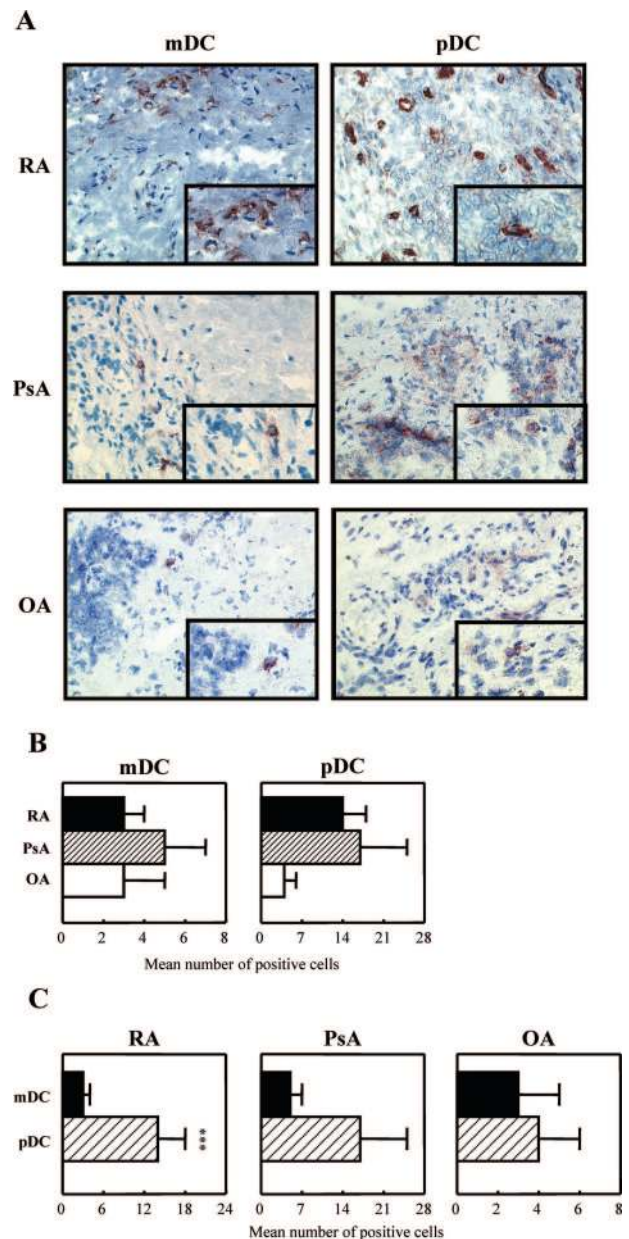 A
mDC pDC
RA
PsA
OA
B
mDC pDC
RA
PsA
OA
0 2 4 6 8 0 7 14 21 28
Mean number of positive cells
C
RA PsA OA
mDC
pDC
***
0 6 12 18 24 0 7 14 21 28 0 2 4 6 8
Mean number of positive cells